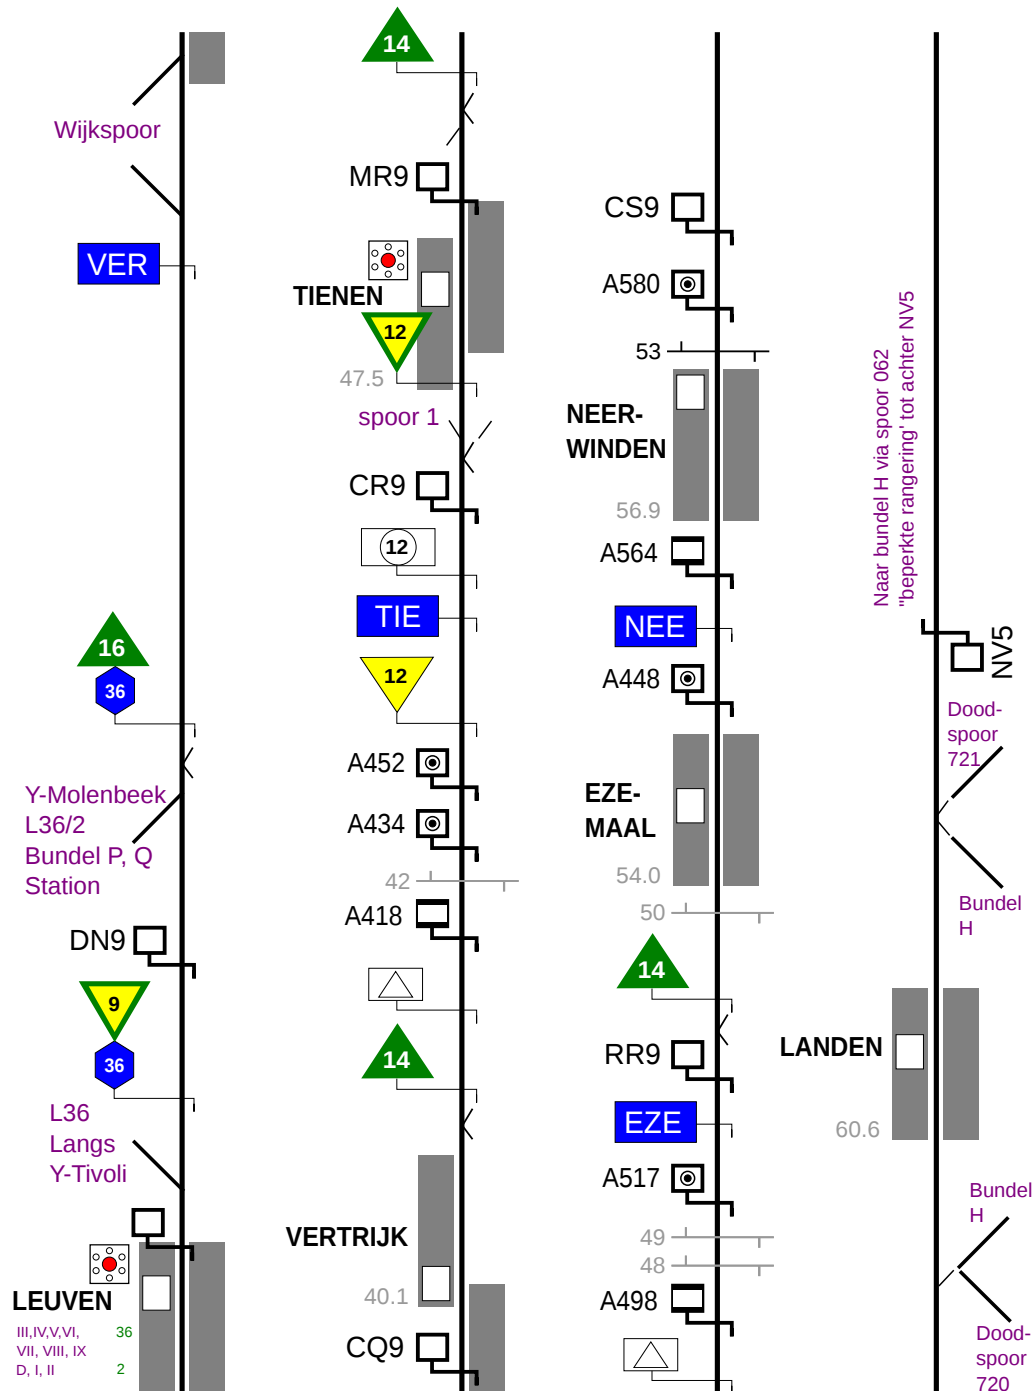 Wijkspoor
VER
16
36
Y-Molenbeek
L36/2
Bundel P, Q
Station
DN9
9
36
L36
Langs
Y-Tivoli
LEUVEN
III,IV,V,VI, 36
VII, VIII, IX
D, I, II 2
14
MR9
TIENEN
12
47.5
spoor 1
CR9
12
TIE
12
A452
A434
42
A418
14
VERTRIJK
40.1
CQ9
CS9
A580
53
NEER-
WINDEN
56.9
A564
NEE
A448
EZE-
MAAL
54.0
50
14
RR9
EZE
A517
49
48
A498
Naar bundel H via spoor 062
"beperkte rangering' tot achter NV5
NV5
Dood-
spoor
721
Bundel
H
LANDEN
60.6
Bundel
H
Dood-
spoor
720